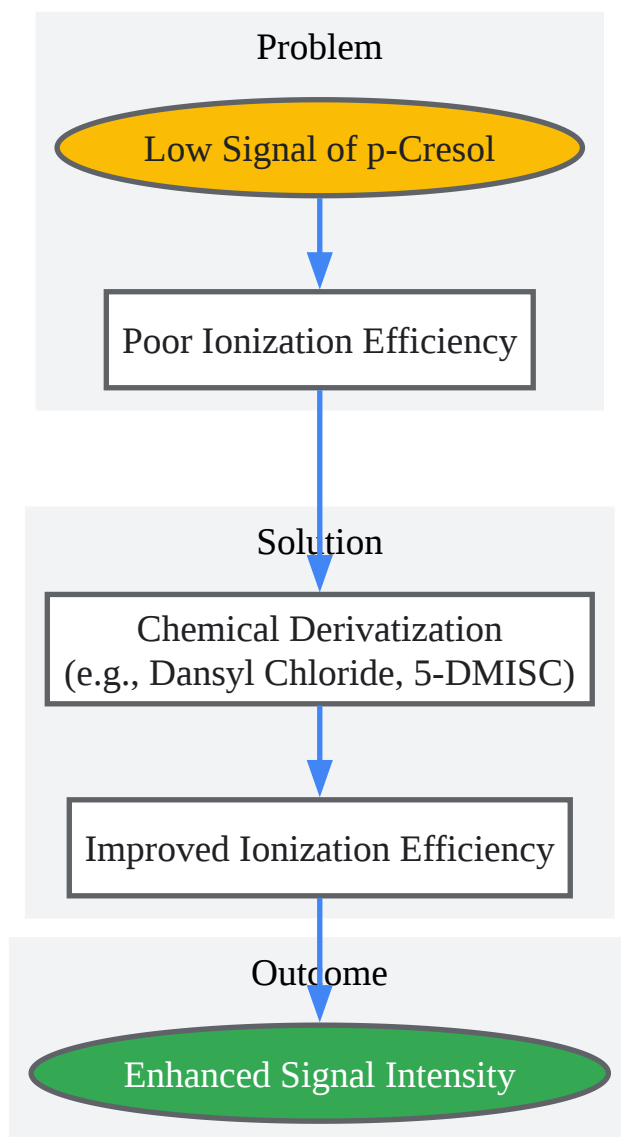 Problem
Low Signal of p-Cresol
Poor Ionization Efficiency
Solution
Chemical Derivatization
(e.g., Dansyl Chloride, 5-DMISC)
Improved Ionization Efficiency
Outcome
Enhanced Signal Intensity